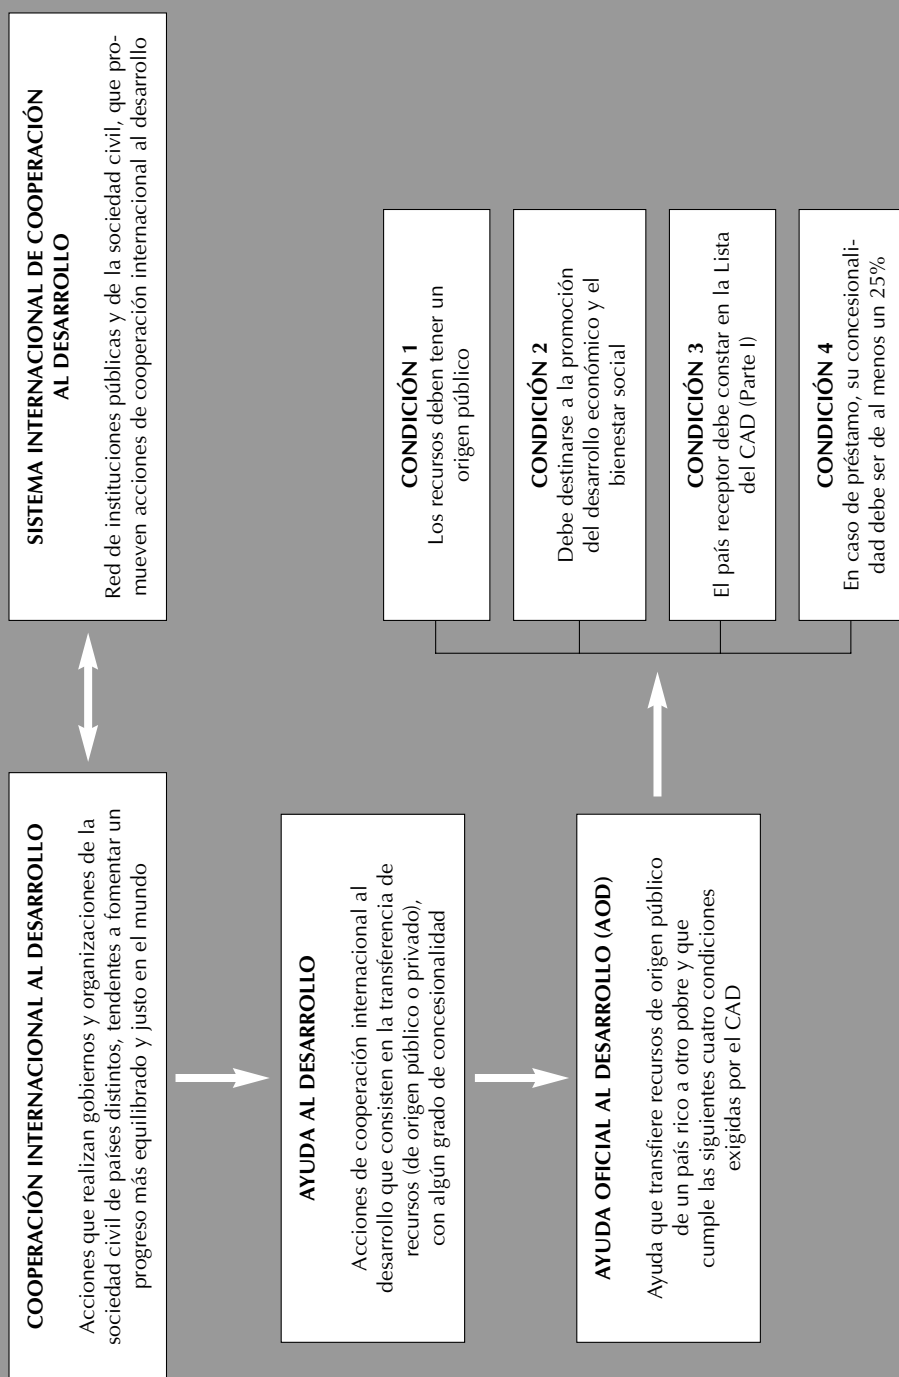 COOPERACIÓN INTERNACIONAL AL DESARROLLO
Acciones que realizan gobiernos y organizaciones de la
sociedad civil de países distintos, tendentes a fomentar un
progreso más equilibrado y justo en el mundo
SISTEMA INTERNACIONAL DE COOPERACIÓN
AL DESARROLLO
Red de instituciones públicas y de la sociedad civil, que pro-
mueven acciones de cooperación internacional al desarrollo
AYUDA AL DESARROLLO
Acciones de cooperación internacional al
desarrollo que consisten en la transferencia de
recursos (de origen público o privado),
con algún grado de concesionalidad
AYUDA OFICIAL AL DESARROLLO (AOD)
Ayuda que transfiere recursos de origen público
de un país rico a otro pobre y que
cumple las siguientes cuatro condiciones
exigidas por el CAD
CONDICIÓN 1
Los recursos deben tener un
origen público
CONDICIÓN 2
Debe destinarse a la promoción
del desarrollo económico y el
bienestar social
CONDICIÓN 3
El país receptor debe constar en la Lista
del CAD (Parte I)
CONDICIÓN 4
En caso de préstamo, su concesionali-
dad debe ser de al menos un 25%